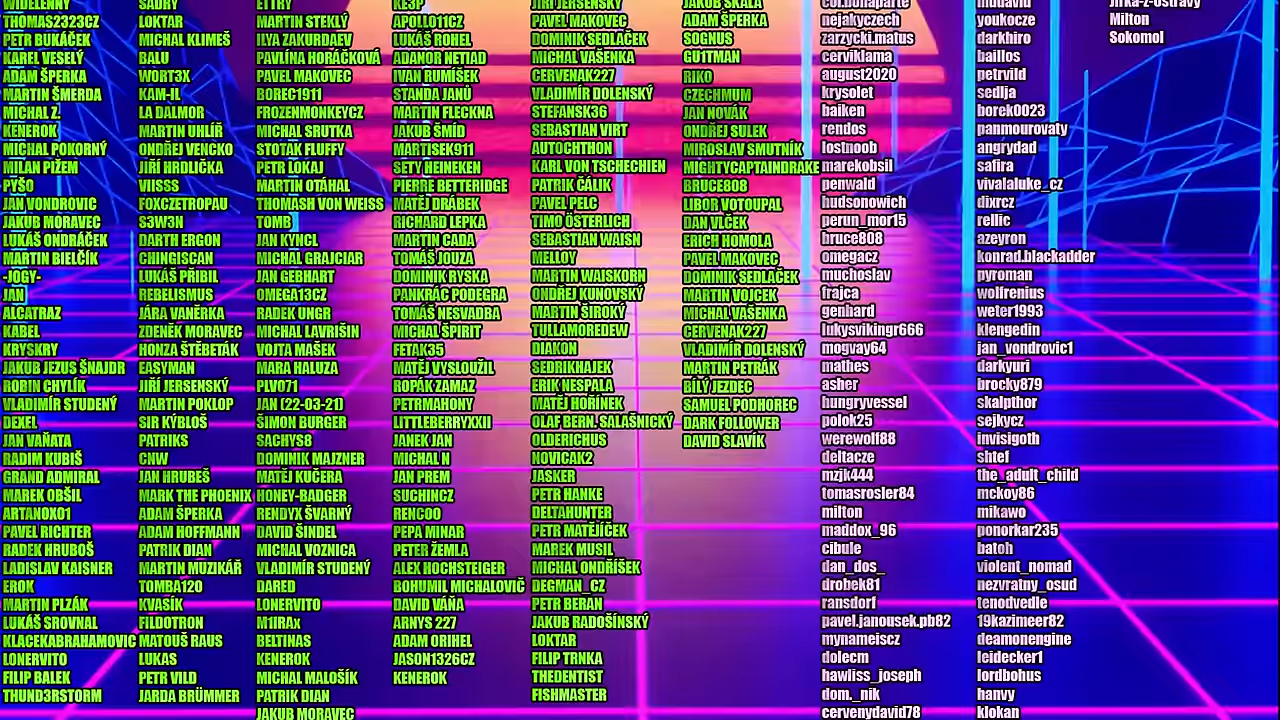 WIDELENNY
THOMAS2323CZ
PETR BUKÁČEK
KAREL VESELÝ
ADAM ŠPERKA
MARTIN ŠMERDA
MICHAL Z.
KENEROK
MICHAL POKORNÝ
MILAN PIŽEM
PÝŠO
JAN VONDROVIC
JAKUB MORAVEC
LUKÁŠ ONDRÁČEK
MARTIN BIELČÍK
-JOGY-
JAN
ALCATRAZ
KABEL
KRYSKRY
JAKUB JEZUS ŠNAJDR
ROBIN CHYLÍK
VLADIMÍR STUDENÝ
DEXEL
JAN VAŇATA
RADIM KUBIŠ
GRAND ADMIRAL
MAREK OBŠIL
ARTANOXO1
PAVEL RICHTER
RADEK HRUBOŠ
LADISLAV KAISNER
EROK
MARTIN PLZÁK
LUKÁŠ SROVNAL
KLACEKABRAHAMOVIC
LONERVITO
FILIP BALEK
THUND3RSTORM
SADRY
LOKTAR
MICHAL KLIMEŠ
BALU
WORT3X
KAM-IL
LA DALMOR
MARTIN UHLÍŘ
ONDŘEJ VENČKO
JIŘÍ HRDLIČKA
VIISSS
FOXCZETROPAU
S3W3N
DARTH ERGON
CHINGISCAN
LUKÁŠ PŘIBIL
REBELISMUS
JÁRA VANĚRKA
ZDENĚK MORAVEC
HONZA ŠTĚBETÁK
EASYMAN
JIŘÍ JERSENSKÝ
MARTIN POKLOP
SIR KÝBLOŠ
PATRIKS
CNW
JAN HRUBEŠ
MARK THE PHOENIX
ADAM ŠPERKA
ADAM HOFFMANN
PATRIK DIAN
MARTIN MUZIKÁŘ
TOMBA120
KVASÍK
FILDOTRON
MATOUŠ RAUS
LUKAS
PETR VILD
JARDA BRÜMMER
ETTRY
MARTIN STEKLÝ
ILYA ZAKURDAEV
PAVLÍNA HORÁČKOVÁ
PAVEL MAKOVEC
BOREC1911
FROZENMONKEYCZ
MICHAL SRUTKA
STOTAK FLUFFY
PETR LOKAJ
MARTIN OTÁHAL
THOMASH VON WEISS
TOMB
JAN KYNCL
MICHAL GRAJCIAR
JAN GEBHART
OMEGA13CZ
RADEK UNGR
MICHAL LAVRIŠIN
VOJTA MAŠEK
MARA HALUZA
PLV071
JAN (22-03-21)
ŠIMON BURGER
SACHYS8
DOMINIK MAJZNER
MATĚJ KUČERA
HONEY-BADGER
RENDYX ŠVARNÝ
DAVID ŠINDEL
MICHAL VOZNICA
VLADIMÍR STUDENÝ
DARED
LONERVITO
M1IRAx
BELTINAS
KENEROK
MICHAL MALOŠÍK
PATRIK DIAN
JAKUB MORAVEC
KE3P
APOLLO11CZ
LUKÁŠ ROHEL
ADANOR NETIAD
IVAN RUMÍŠEK
STANDA JANŮ
MARTIN FLECKNA
JAKUB ŠMÍD
MARTISEK911
SETY HEINEKEN
PIERRE BETTERIDGE
MATĚJ DRÁBEK
RICHARD LEPKA
MARTIN CADA
TOMÁŠ JOUZA
DOMINIK RYSKA
PANKRÁC PODEGRA
TOMÁŠ NESVADBA
MICHAL ŠPIRIT
FETAK35
MATĚJ VYSLOUŽIL
ROPÁK ZAMAZ
PETRMAHONY
LITTLEBERRYXXII
JANEK JAN
MICHAL N
JAN PREM
SUCHINCZ
RENCOO
PEPA MINAR
PETER ŽEMLA
ALEX HOCHSTEIGER
BOHUMIL MICHALOVIČ
DAVID VÁŇA
ARNYS 227
ADAM ORIHEL
JASON1326CZ
KENEROK
JIŘÍ JERSENSKÝ
PAVEL MAKOVEC
DOMINIK SEDLAČEK
MICHAL VAŠENKA
CERVENAK227
VLADIMÍR DOLENSKÝ
STEFANSK36
SEBASTIAN VIRT
AUTOCHTHON
KARL VON TSCHECHIEN
PATRIK ČÁLIK
PAVEL PELC
TIMO ÖSTERLICH
SEBASTIAN WAISN
MELLOY
MARTIN WAISKORN
ONDŘEJ KUNOVSKÝ
MARTIN ŠIROKÝ
TULLAMOREDEW
DIAKON
SEDRIKHAJEK
ERIK NESPALA
MATĚJ HOŘÍNEK
OLAF BERN. SALAŠNICKÝ
OLDERICHUS
NOVICAK2
JASKER
PETR HANKE
DELTAHUNTER
PETR MATĚJÍČEK
MAREK MUSIL
MICHAL ONDŘÍŠEK
DEGMAN_CZ
PETR BERAN
JAKUB RADOŠÍNSKÝ
LOKTAR
FILIP TRNKA
THEDENTIST
FISHMASTER
JAKUB SKÁLA
ADAM ŠPERKA
SOGNUS
GU1TMAN
RIKO
CZECHMUM
JAN NOVÁK
ONDŘEJ SULEK
MIROSLAV SMUTNÍK
MIGHTYCAPTAINDRAKE
BRUCE808
LIBOR VOTOUPAL
DAN VLČEK
ERICH HOMOLA
PAVEL MAKOVEC
DOMINIK SEDLAČEK
MARTIN VOJCEK
MICHAL VAŠENKA
CERVENAK227
VLADIMÍR DOLENSKÝ
MARTIN PETRÁK
BÍLÝ JEZDEC
SAMUEL PODHOREC
DARK FOLLOWER
DAVID SLAVÍK
col.bonaparte
nejakyczech
zarzycki.matus
cerviklama
august2020
krysolet
baiken
rendos
lostnoob
marekobsil
penwald
hudsonowich
perun_mor15
bruce808
omegacz
muchoslav
frajca
genhard
lukysvikingr666
mogvay64
mathes
asher
hungryvessel
polok25
werewolf88
deltacze
mzjk444
tomasrosler84
milton
maddox_96
cibule
dan_dos_
drobek81
ransdorf
pavel.janousek.pb82
mynameiscz
dolecm
hawliss_joseph
dom._nik
cervenydavid78
youkocze
darkhiro
baillos
petrvild
sedlja
borek0023
panmourovaty
angrydad
safira
vivalaluke_cz
dixrcz
rellic
azeyron
konrad.blackadder
pyroman
wolfrenius
weter1993
klengedin
jan_vondrovic1
darkyuri
brocky879
skalpthor
sejkycz
invisigoth
shtef
the_adult_child
mckoy86
mikawo
ponorkar235
batoh
violent_nomad
nezvratny_osud
tenodvedle
19kazimeer82
deamonengine
leidecker1
lordbohus
hanvy
klokan
Jirka-z-Ostravy
Milton
Sokomol